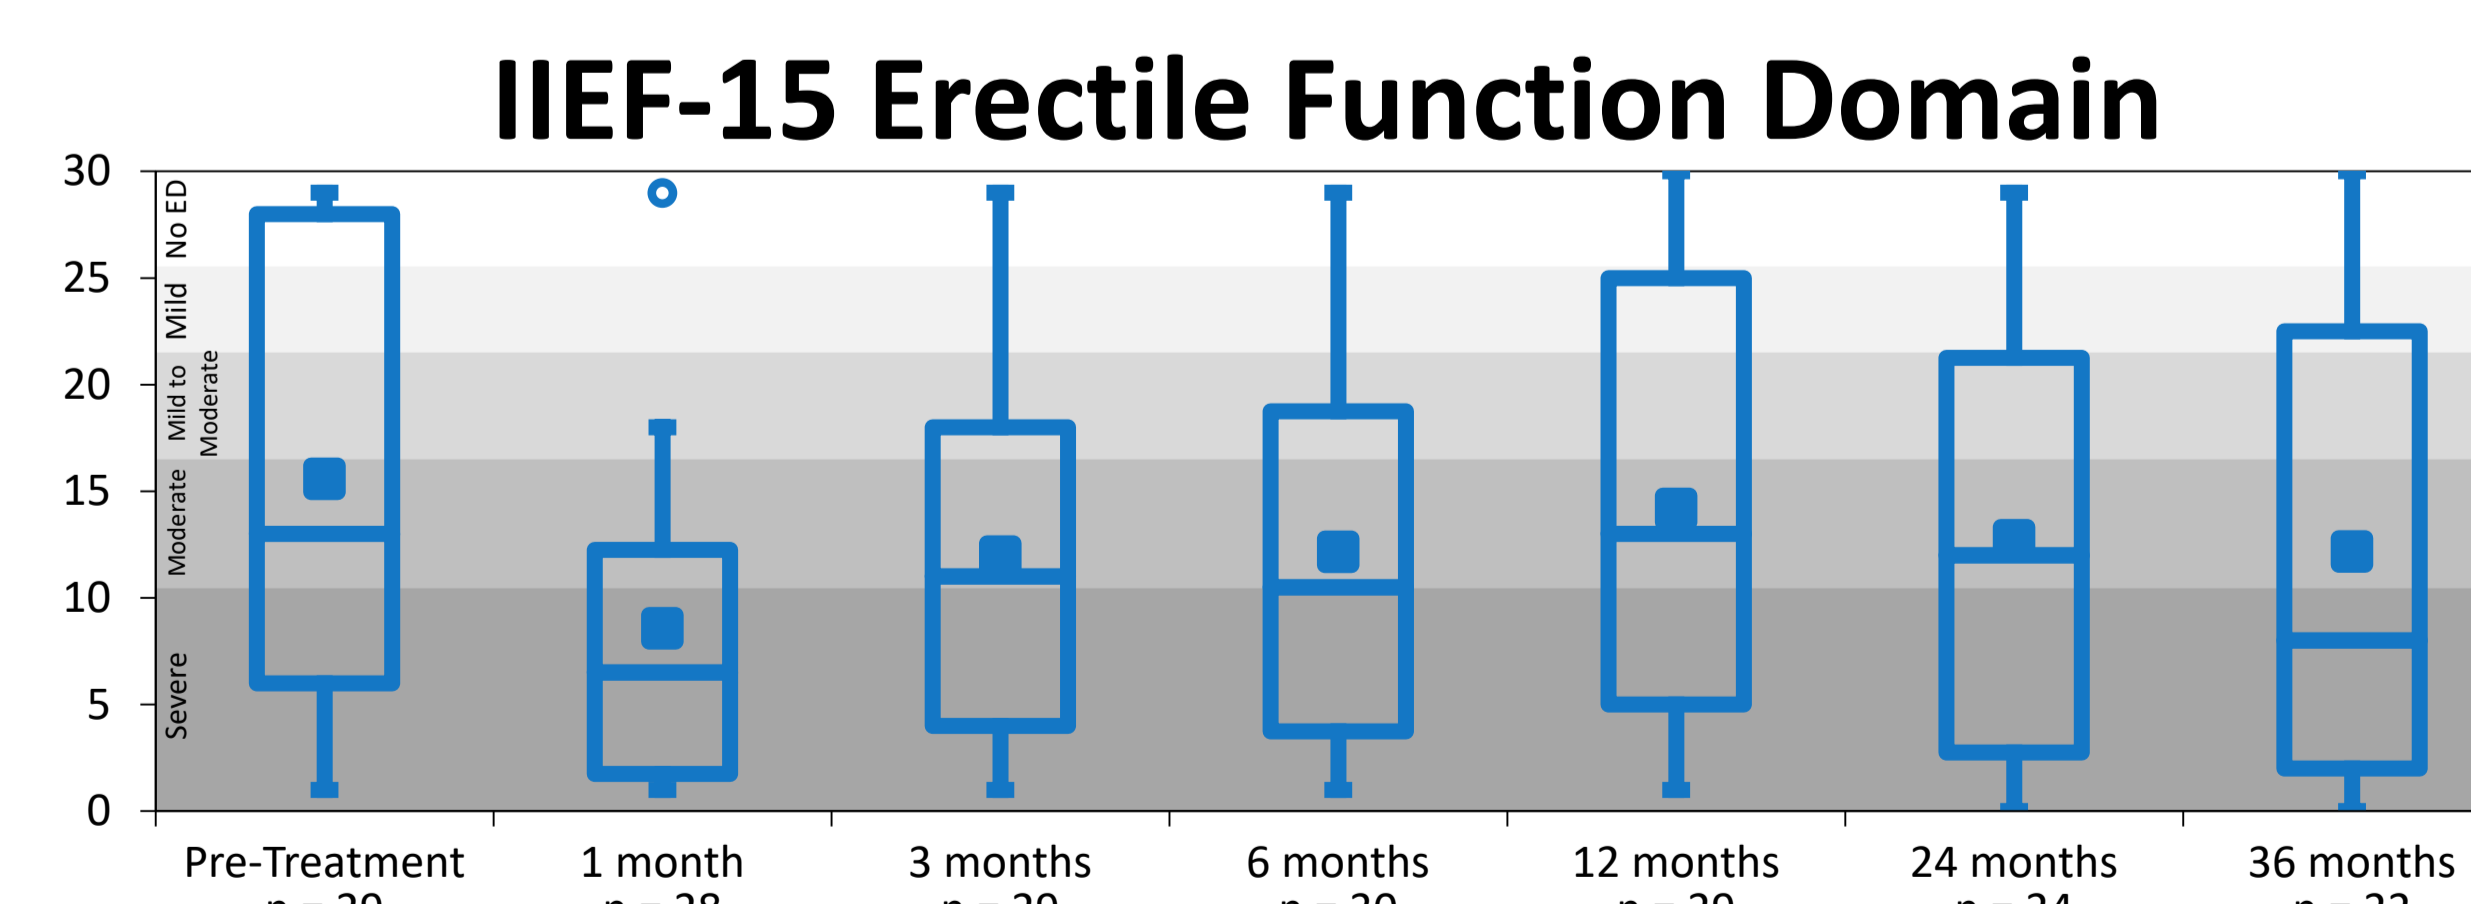 IIEF-15 Erectile Function Domain
30
25
20
15
10
5
0
No ED
Mild
Mild to
Moderate
Moderate
Severe
Pre-Treatment
1 month
3 months
6 months
12 months
24 months
36 months